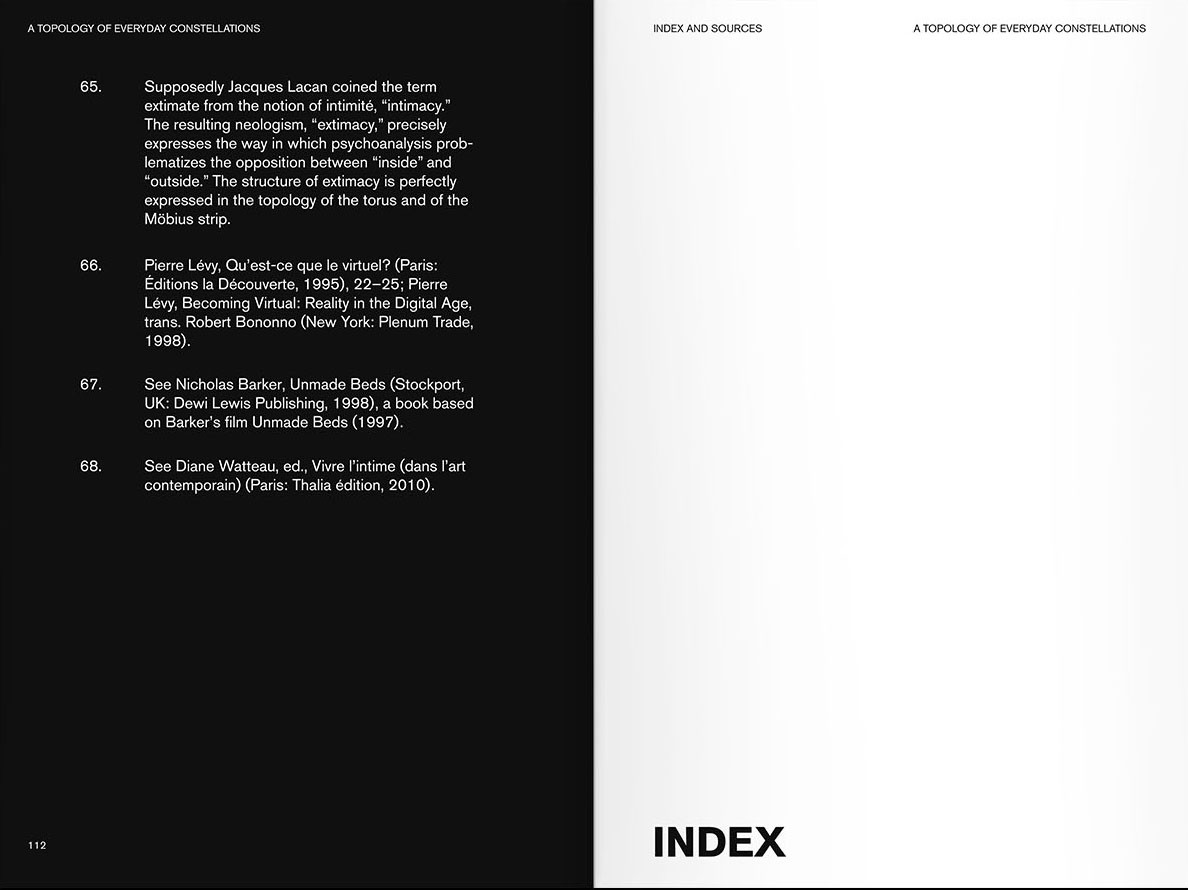 A TOPOLOGY OF EVERYDAY CONSTELLATIONS
65. Supposedly Jacques Lacan coined the term
extimate from the notion of intimité, “intimacy.”
The resulting neologism, “extimacy,” precisely
expresses the way in which psychoanalysis prob-
lematizes the opposition between “inside” and
“outside.” The structure of extimacy is perfectly
expressed in the topology of the torus and of the
Möbius strip.
66. Pierre Lévy, Qu’est-ce que le virtuel? (Paris:
Éditions la Découverte, 1995), 22–25; Pierre
Lévy, Becoming Virtual: Reality in the Digital Age,
trans. Robert Bononno (New York: Plenum Trade,
1998).
67. See Nicholas Barker, Unmade Beds (Stockport,
UK: Dewi Lewis Publishing, 1998), a book based
on Barker’s film Unmade Beds (1997).
68. See Diane Watteau, ed., Vivre l’intime (dans l’art
contemporain) (Paris: Thalia édition, 2010).
112
INDEX AND SOURCES
A TOPOLOGY OF EVERYDAY CONSTELLATIONS
INDEX